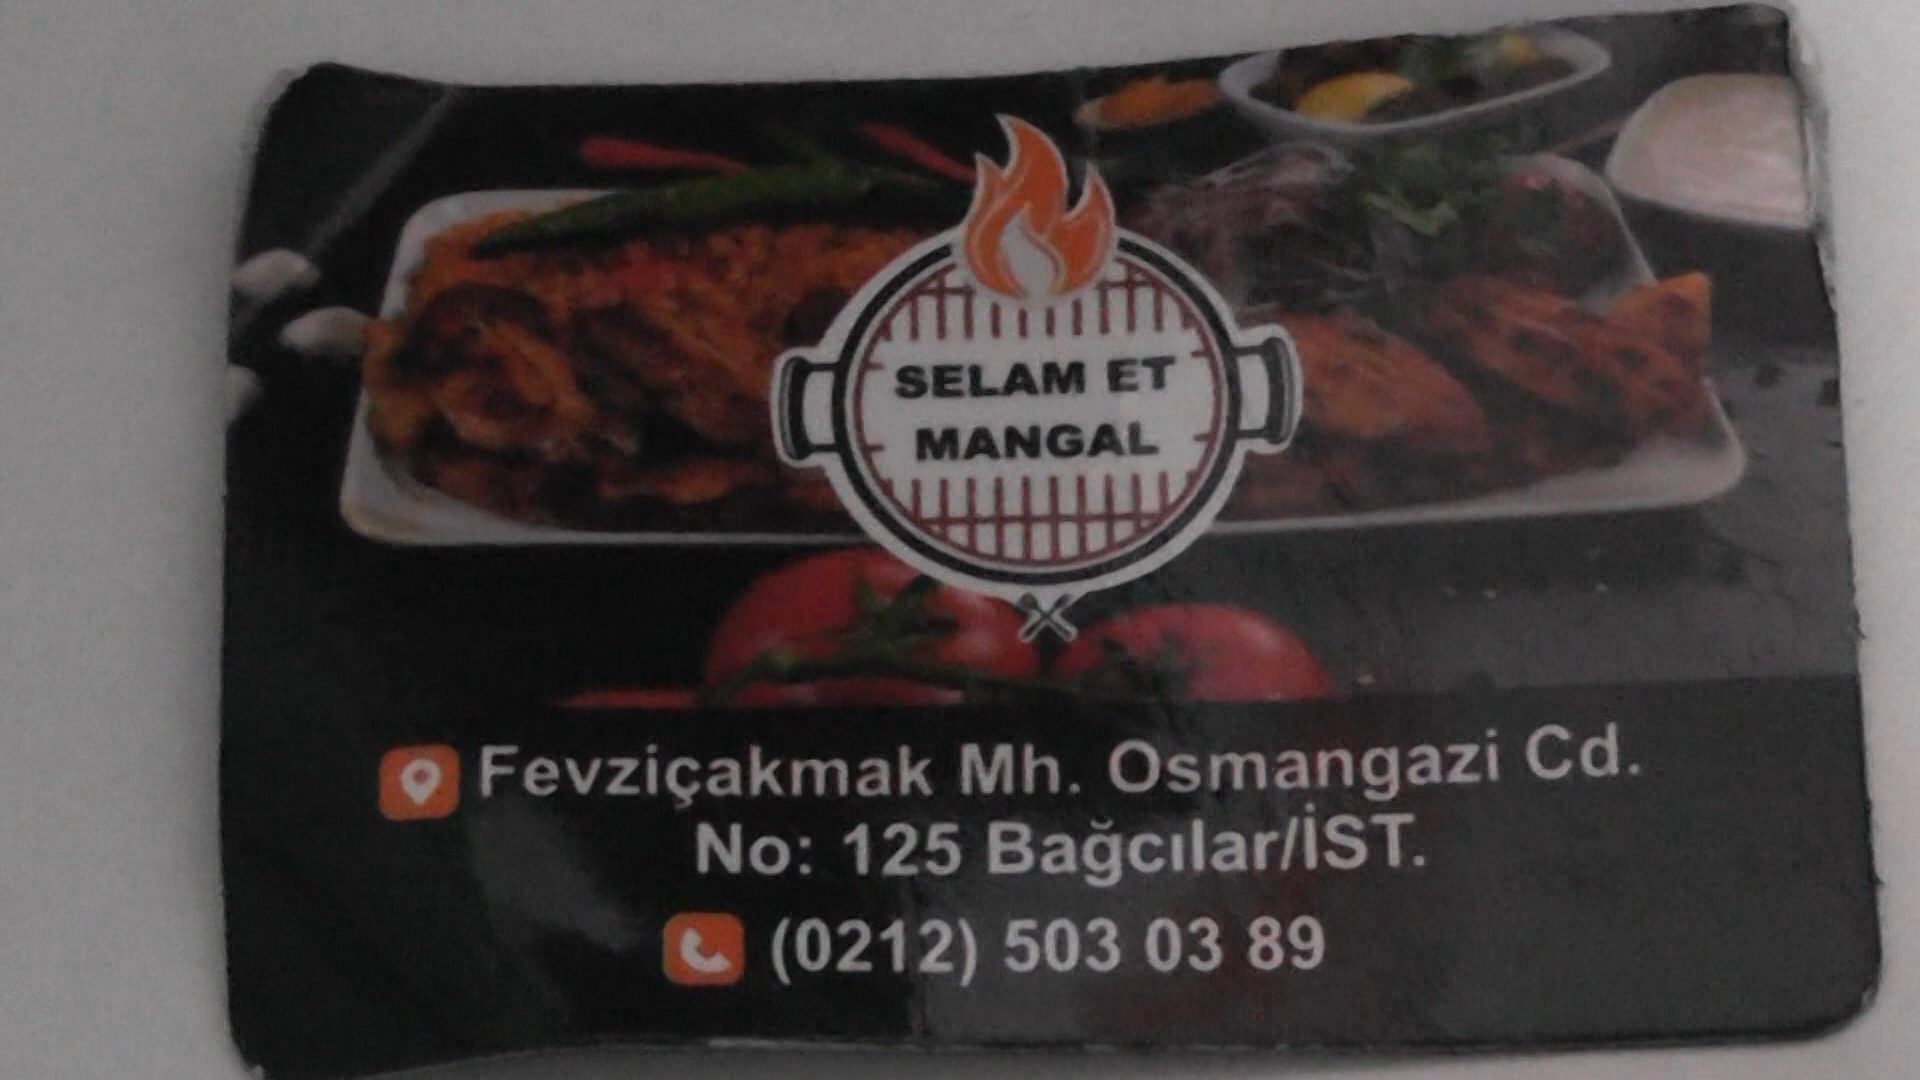 SELAM ET
MANGAL
Fevziçakmak Mh. Osmangazi Cd.
No: 125 Bağcılar/İST.
(0212) 503 03 89